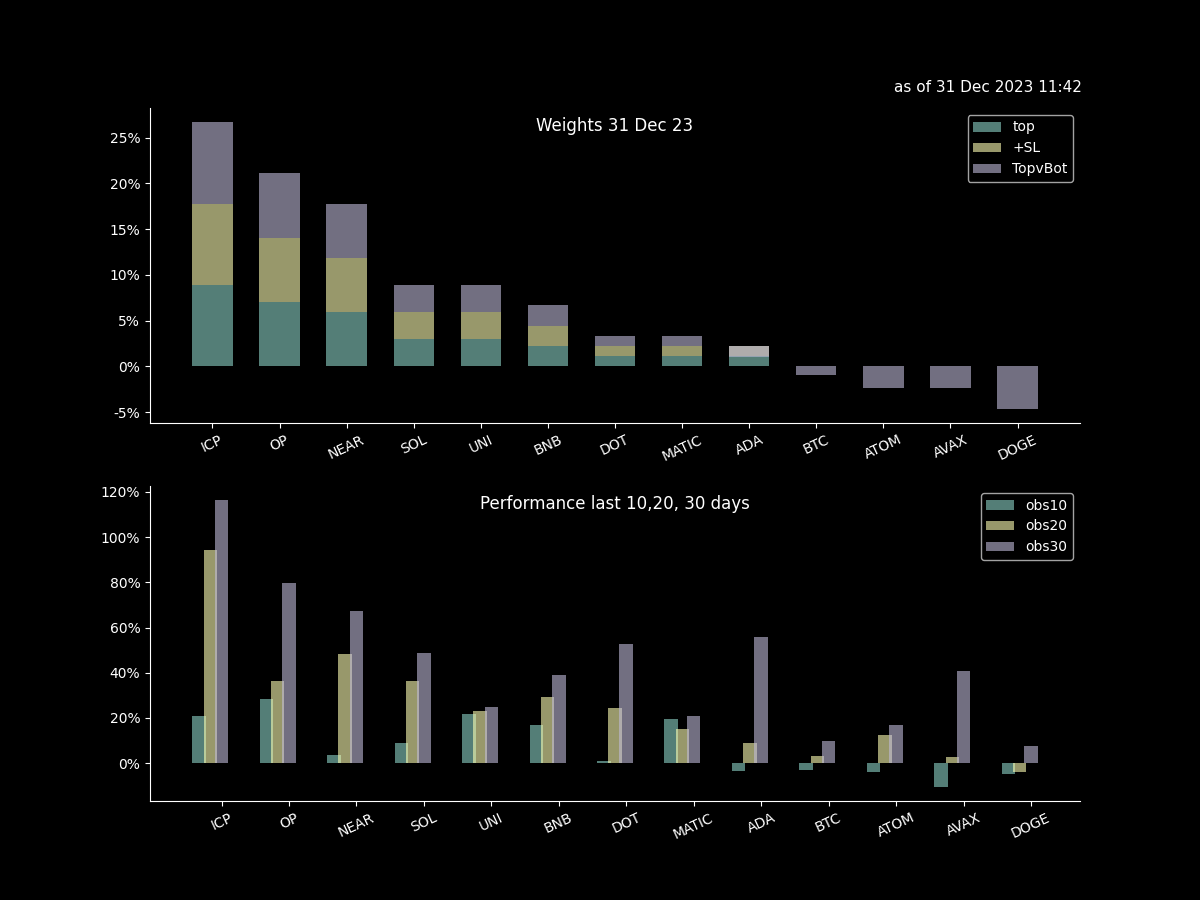 as of 31 Dec 2023 11:42
Weights 31 Dec 23
top
+SL
TopvBot
25%
20%
15%
10%
5%
0%
-5%
ICP OP NEAR SOL UNI BNB DOT MATIC ADA BTC ATOM AVAX DOGE
Performance last 10,20, 30 days
obs10
obs20
obs30
120%
100%
80%
60%
40%
20%
0%
ICP OP NEAR SOL UNI BNB DOT MATIC ADA BTC ATOM AVAX DOGE